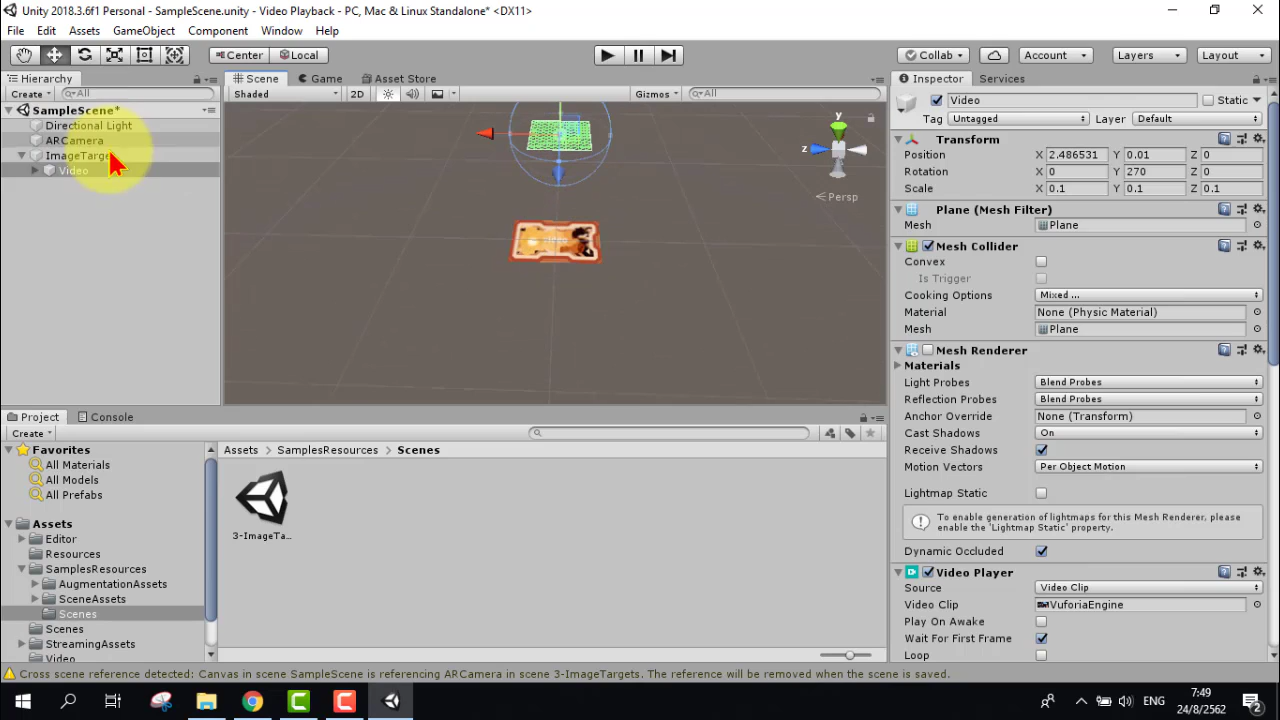 Unity 2018.3.6f1 Personal - SampleScene.unity - Video Playback - PC, Mac & Linux Standalone* <DX11>
File Edit Assets GameObject Component Window Help
Center Local Collab Account Layers Layout
Hierarchy Scene Game Asset Store Inspector Services
Create All Shaded 2D Gizmos All Video Static
SampleScene* Tag Untagged Layer Default
Directional Light
ARCamera
Video
y
z
Persp
Transform
Position X 2.486531 Y 0.01 Z 0
Rotation X 0 Y 270 Z 0
Scale X 0.1 Y 0.1 Z 0.1
Plane (Mesh Filter)
Mesh Plane
Mesh Collider
Convex
Is Trigger
Cooking Options Mixed ...
Material None (Physic Material)
Mesh Plane
Mesh Renderer
Materials
Light Probes Blend Probes
Reflection Probes Blend Probes
Anchor Override None (Transform)
Cast Shadows On
Receive Shadows
Motion Vectors Per Object Motion
Lightmap Static
To enable generation of lightmaps for this Mesh Renderer, please
enable the 'Lightmap Static' property.
Dynamic Occluded
Video Player
Source Video Clip
Video Clip VuforiaEngine
Play On Awake
Wait For First Frame
Loop
Project Console
Create
Favorites
All Materials
All Models
All Prefabs
Assets
Editor
Resources
SamplesResources
AugmentationAssets
SceneAssets
Scenes
Scenes
StreamingAssets
Video
Assets SamplesResources Scenes
3-ImageTa...
Cross scene reference detected: Canvas in scene SampleScene is referencing ARCamera in scene 3-ImageTargets. The reference will be removed when the scene is saved.
ENG 7:49
24/8/2562
2